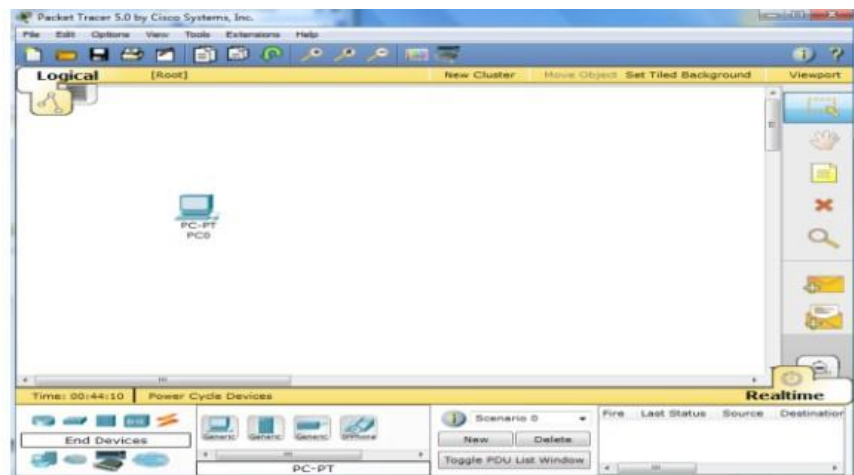 Packet Tracer 5.0 by Cisco Systems, Inc.
File Edit Options View Tools Extensions Help
Logical [Root] New Cluster Move Object Set Tiled Background Viewport
PC-PT
PC0
Time: 00:44:10 Power Cycle Devices Realtime
End Devices
Generic Generic Generic IPPhone
PC-PT
Scenario 0
New Delete
Toggle PDU List Window
Fire Last Status Source Destination